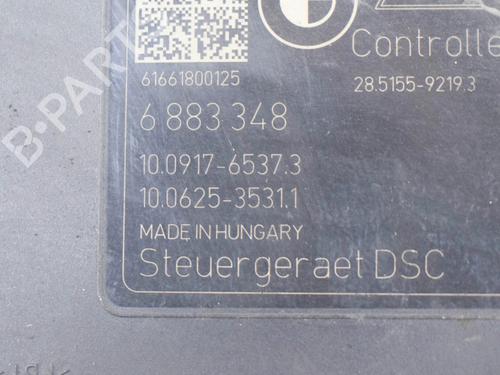 Controlle
61661800125
28.5155-9219.3
6 883 348
10.0917-6537.3
10.0625-3531.1
MADE IN HUNGARY
Steuergeraet DSC
B-PARTS